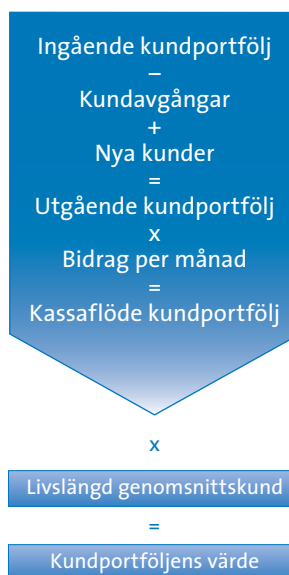 Ingående kundportfölj
–
Kundavgångar
+
Nya kunder
=
Utgående kundportfölj
x
Bidrag per månad
=
Kassaflöde kundportfölj
x
Livslängd genomsnittskund
=
Kundportföljens värde